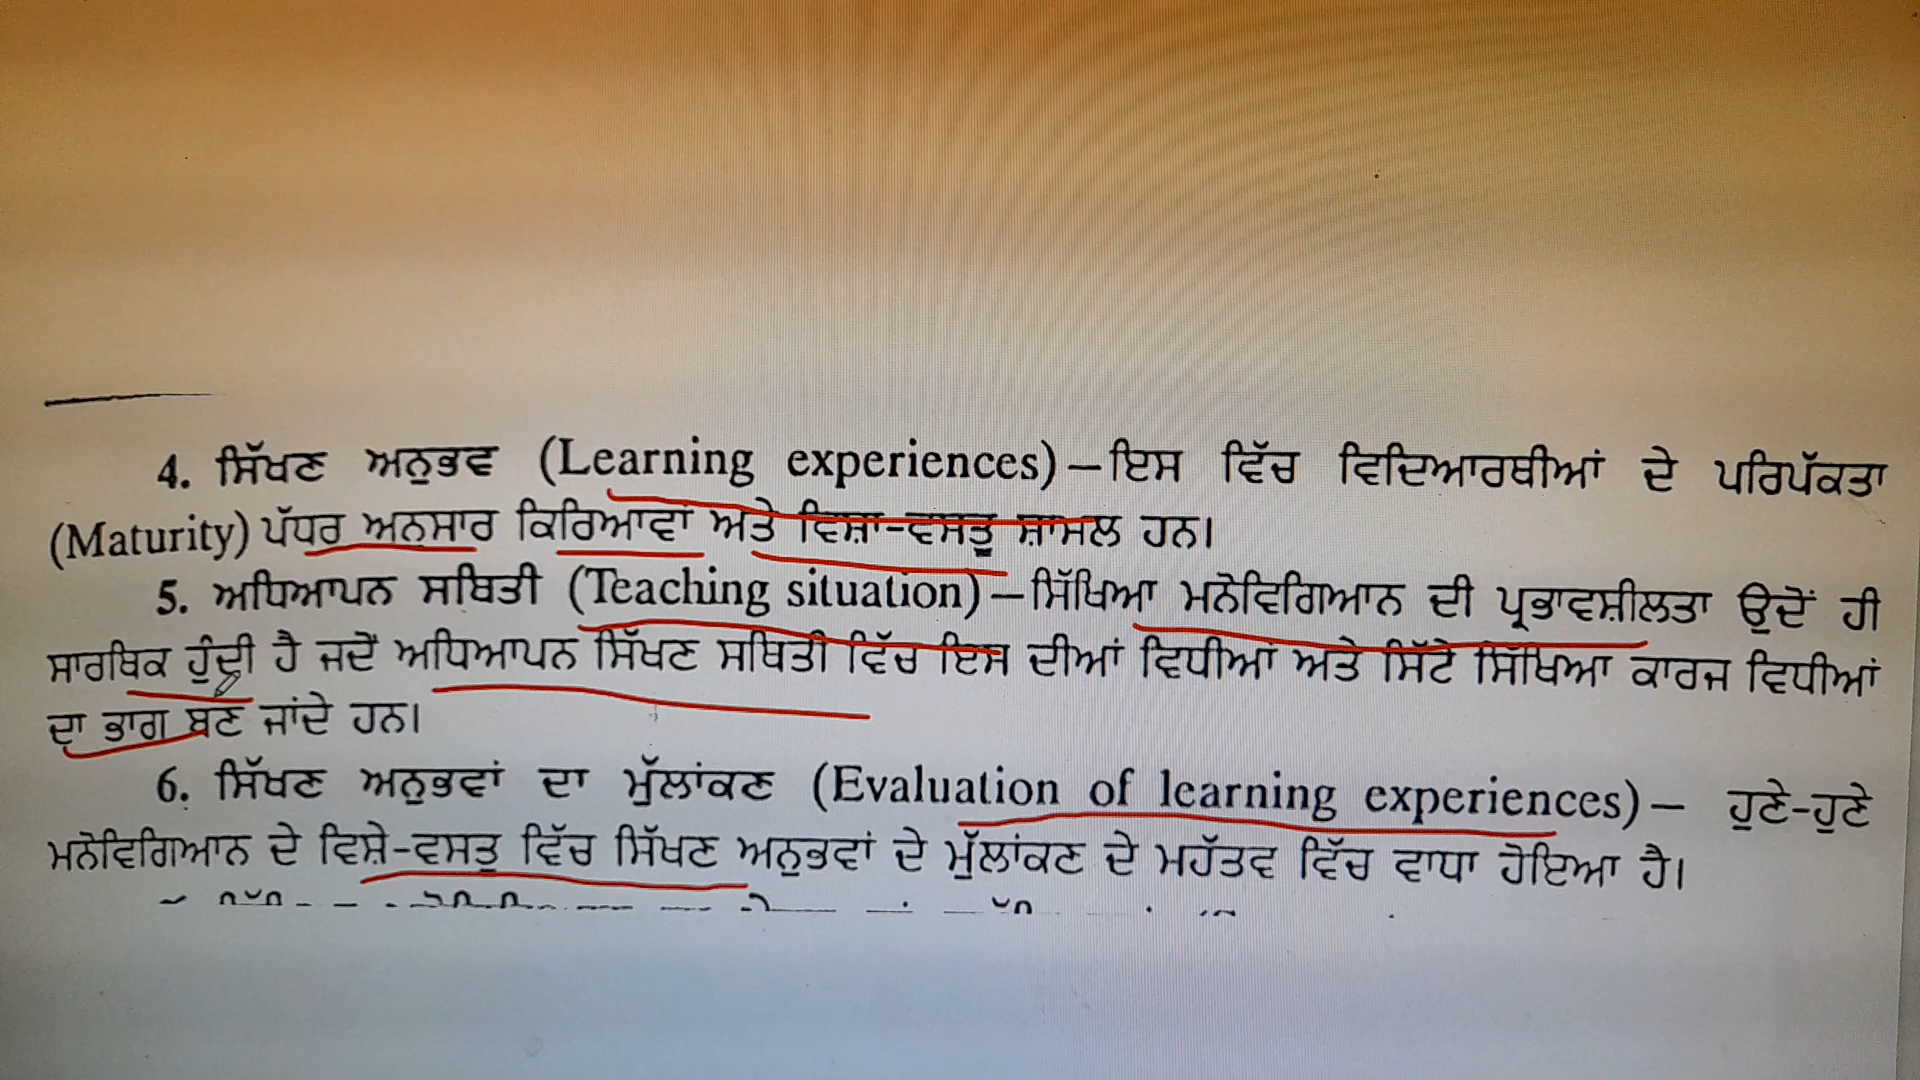 4. ਸਿੱਖਣ ਅਨੁਭਵ (Learning experiences)—ਇਸ ਵਿੱਚ ਵਿਦਿਆਰਥੀਆਂ ਦੇ ਪਰਿਪੱਕਤਾ
(Maturity) ਪੱਧਰ ਅਨੁਸਾਰ ਕਿਰਿਆਵਾਂ ਅਤੇ ਵਿਸ਼ਾ-ਵਸਤੂ ਸ਼ਾਮਲ ਹਨ।
5. ਅਧਿਆਪਨ ਸਥਿਤੀ (Teaching situation)—ਸਿੱਖਿਆ ਮਨੋਵਿਗਿਆਨ ਦੀ ਪ੍ਰਭਾਵਸ਼ੀਲਤਾ ਉਦੋਂ ਹੀ
ਸਾਰਥਿਕ ਹੁੰਦੀ ਹੈ ਜਦੋਂ ਅਧਿਆਪਨ ਸਿੱਖਣ ਸਥਿਤੀ ਵਿੱਚ ਇਸ ਦੀਆਂ ਵਿਧੀਆਂ ਅਤੇ ਸਿੱਟੇ ਸਿੱਖਿਆ ਕਾਰਜ ਵਿਧੀਆਂ
ਦਾ ਭਾਗ ਬਣ ਜਾਂਦੇ ਹਨ।
6. ਸਿੱਖਣ ਅਨੁਭਵਾਂ ਦਾ ਮੁੱਲਾਂਕਣ (Evaluation of learning experiences)— ਹੁਣੇ-ਹੁਣੇ
ਮਨੋਵਿਗਿਆਨ ਦੇ ਵਿਸ਼ੇ-ਵਸਤੂ ਵਿੱਚ ਸਿੱਖਣ ਅਨੁਭਵਾਂ ਦੇ ਮੁੱਲਾਂਕਣ ਦੇ ਮਹੱਤਵ ਵਿੱਚ ਵਾਧਾ ਹੋਇਆ ਹੈ।